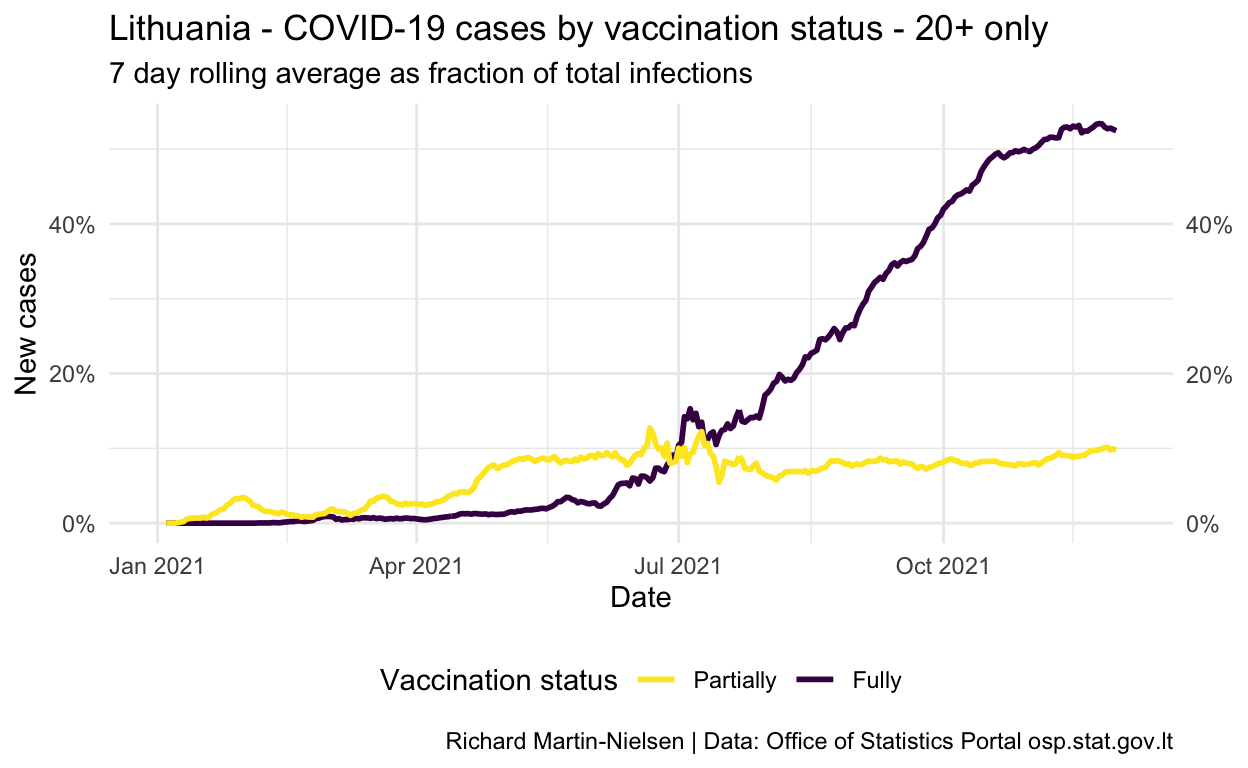 Lithuania - COVID-19 cases by vaccination status - 20+ only
7 day rolling average as fraction of total infections
New cases
40%
20%
0%
40%
20%
0%
Jan 2021 Apr 2021 Jul 2021 Oct 2021
Date
Vaccination status Partially Fully
Richard Martin-Nielsen | Data: Office of Statistics Portal osp.stat.gov.lt